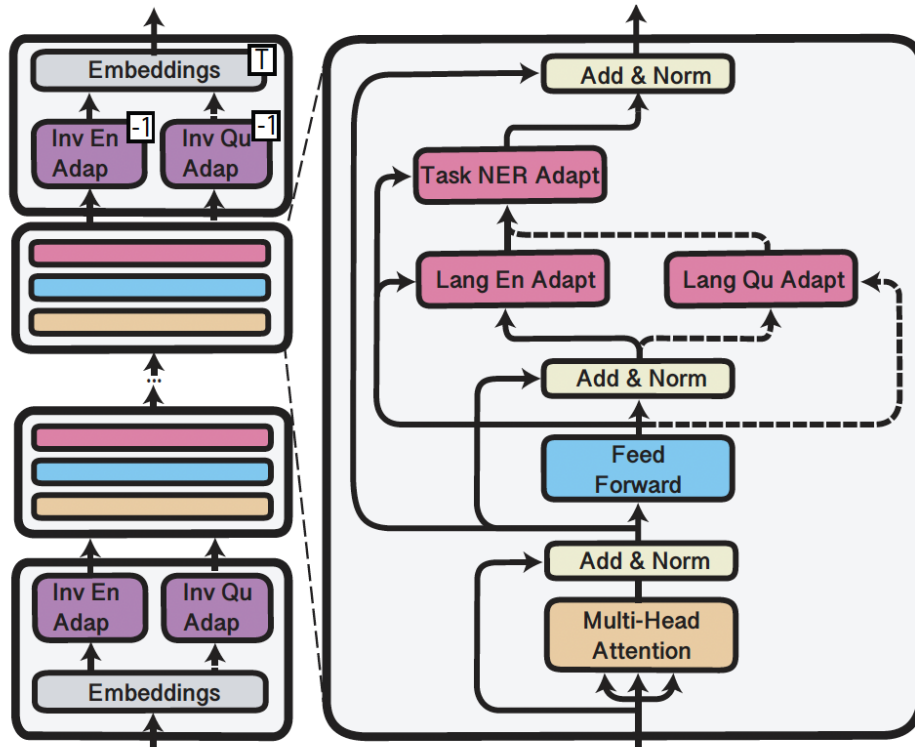 Embeddings
T
Inv En
Adap
-1
Inv Qu
Adap
-1
...
Inv En
Adap
Inv Qu
Adap
Embeddings
Add & Norm
Task NER Adapt
Lang En Adapt
Lang Qu Adapt
Add & Norm
Feed
Forward
Add & Norm
Multi-Head
Attention